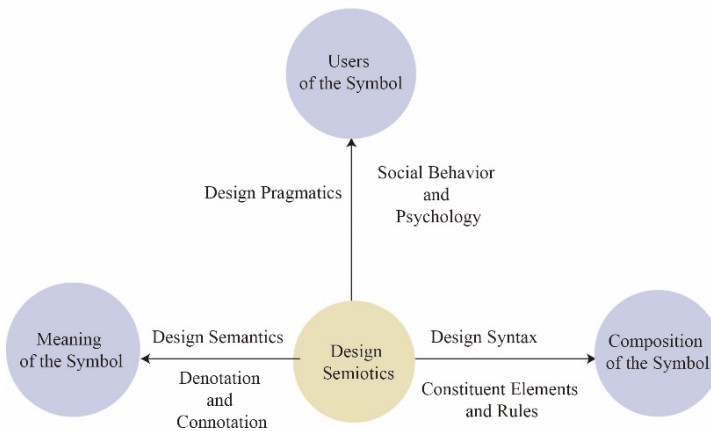 Users
of the Symbol
Design Pragmatics
Social Behavior
and
Psychology
Meaning
of the Symbol
Design Semantics
Denotation
and
Connotation
Design
Semiotics
Design Syntax
Constituent Elements
and Rules
Composition
of the Symbol